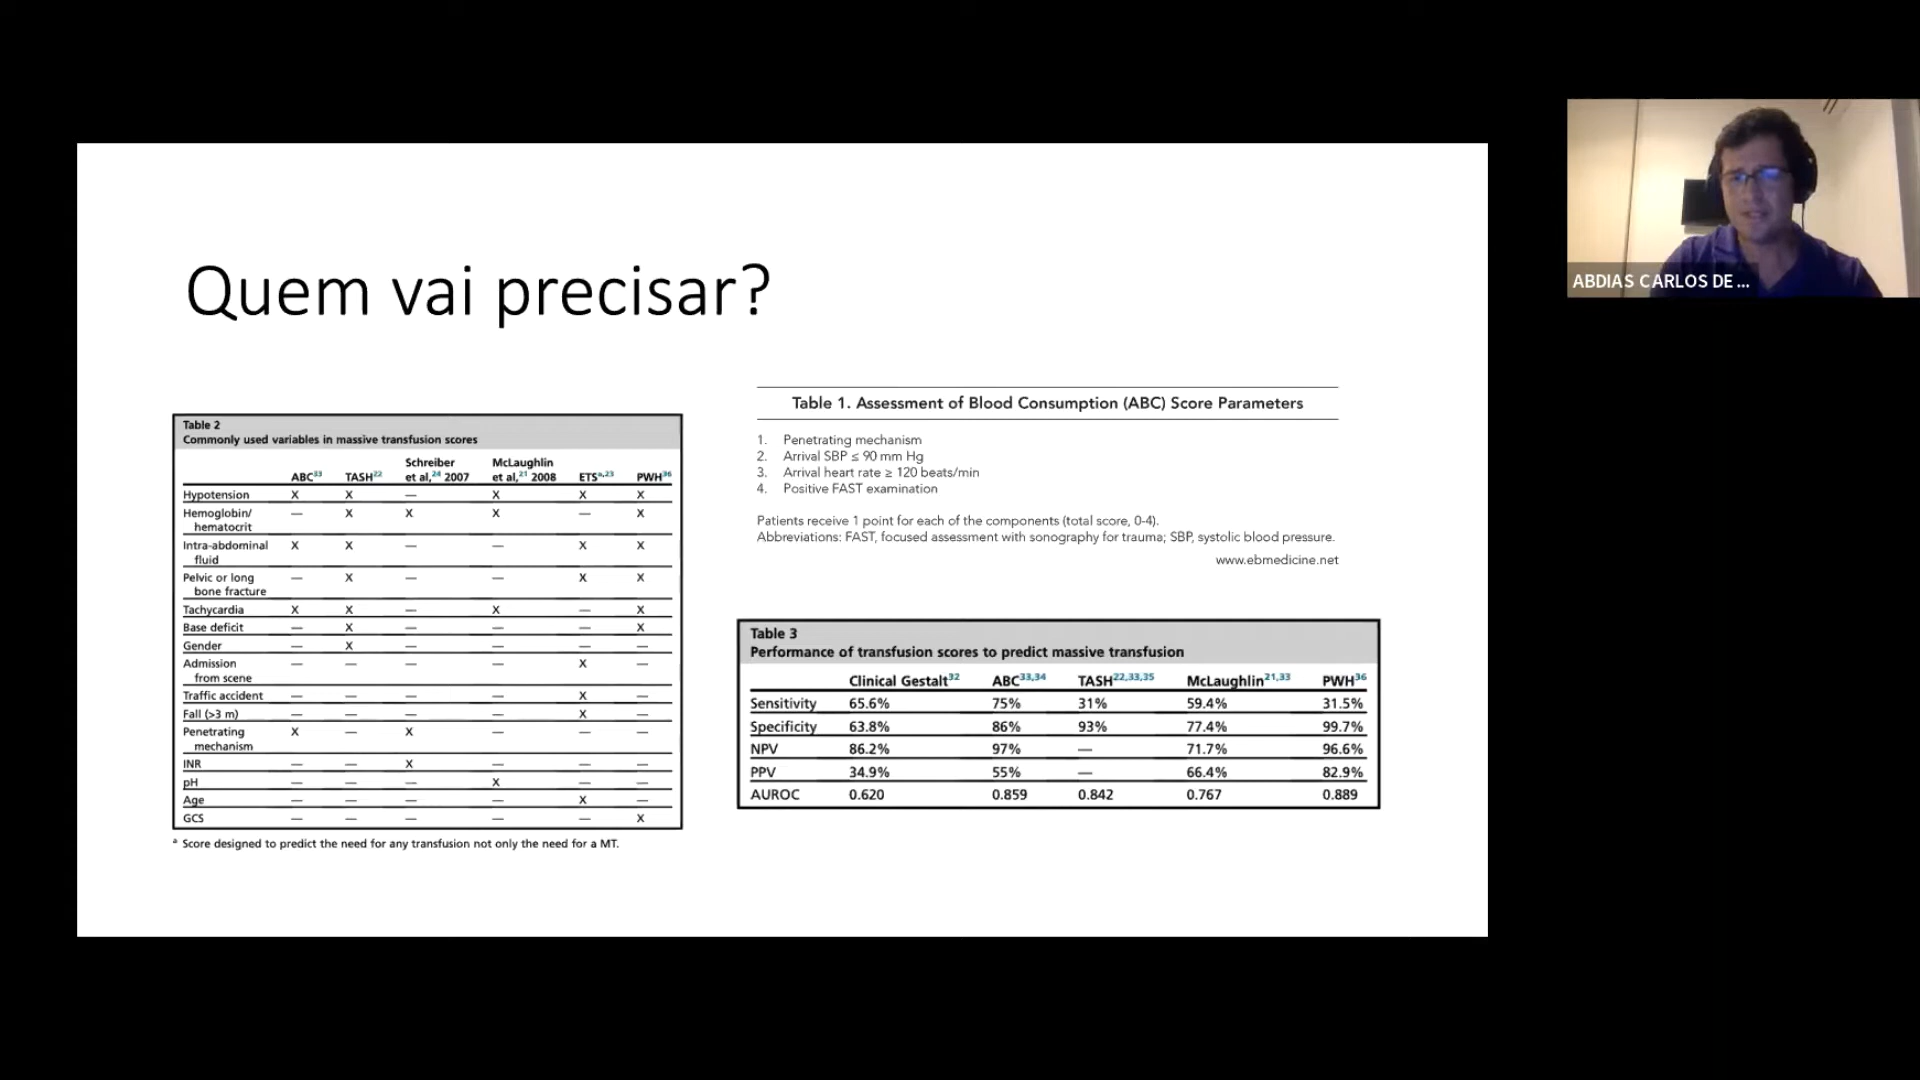 Quem vai precisar?
Table 2
Commonly used variables in massive transfusion scores
ABC33 TASH22 Schreiber et al,24 2007 McLaughlin et al,21 2008 ETSa,23 PWH36
Hypotension X X — X X X
Hemoglobin/ hematocrit — X X X — X
Intra-abdominal fluid X X — — X X
Pelvic or long bone fracture — X — — X X
Tachycardia X X — X — X
Base deficit — X — — — X
Gender — X — — — —
Admission from scene — — — — X —
Traffic accident — — — — X —
Fall (>3 m) — — — — X —
Penetrating mechanism X — X — — —
INR — — X — — —
pH — — — X — —
Age — — — — X —
GCS — — — — — X
a Score designed to predict the need for any transfusion not only the need for a MT.
Table 1. Assessment of Blood Consumption (ABC) Score Parameters
1. Penetrating mechanism
2. Arrival SBP ≤ 90 mm Hg
3. Arrival heart rate ≥ 120 beats/min
4. Positive FAST examination
Patients receive 1 point for each of the components (total score, 0-4).
Abbreviations: FAST, focused assessment with sonography for trauma; SBP, systolic blood pressure.
www.ebmedicine.net
Table 3
Performance of transfusion scores to predict massive transfusion
Clinical Gestalt32 ABC33,34 TASH22,33,35 McLaughlin21,33 PWH36
Sensitivity 65.6% 75% 31% 59.4% 31.5%
Specificity 63.8% 86% 93% 77.4% 99.7%
NPV 86.2% 97% — 71.7% 96.6%
PPV 34.9% 55% — 66.4% 82.9%
AUROC 0.620 0.859 0.842 0.767 0.889
ABDIAS CARLOS DE ...